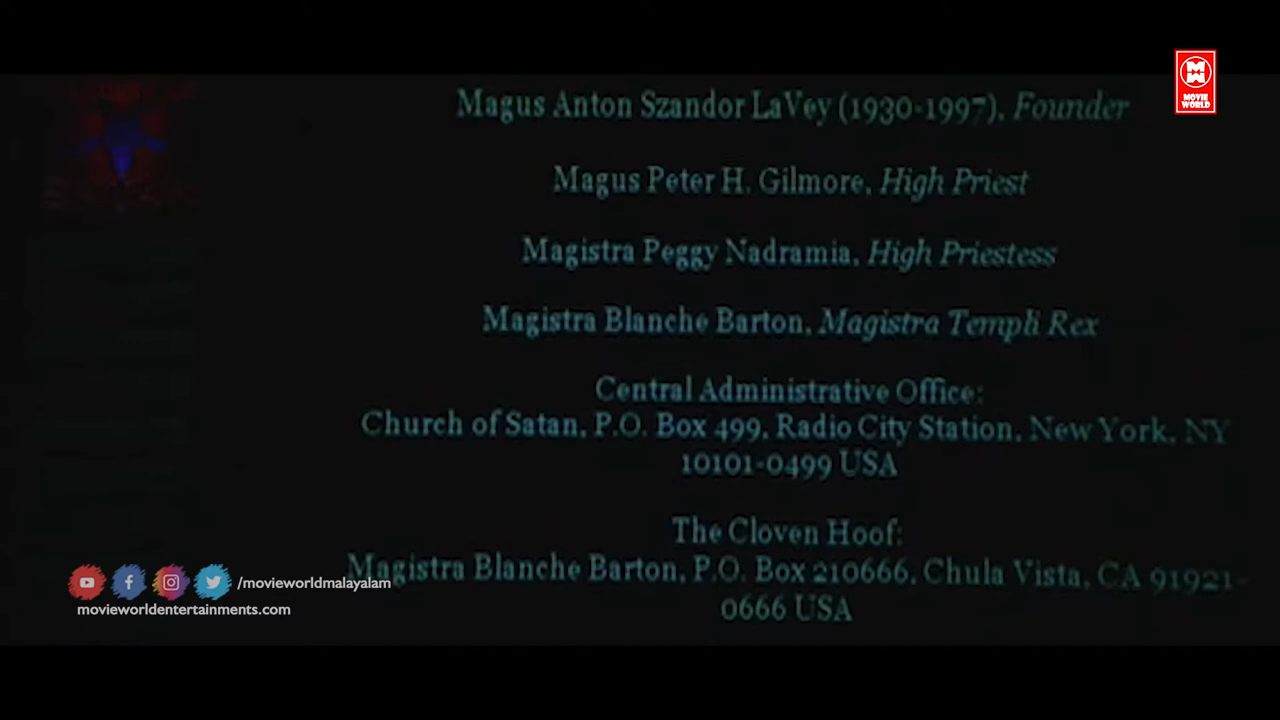 MOVIE
WORLD
Magus Anton Szandor LaVey (1930-1997), Founder
Magus Peter H. Gilmore, High Priest
Magistra Peggy Nadramia, High Priestess
Magistra Blanche Barton, Magistra Templi Rex
Central Administrative Office:
Church of Satan, P.O. Box 499, Radio City Station, New York, NY
10101-0499 USA
The Cloven Hoof:
Magistra Blanche Barton, P.O. Box 210666, Chula Vista, CA 91921-
0666 USA
/movieworldmalayalam
movieworldentertainments.com